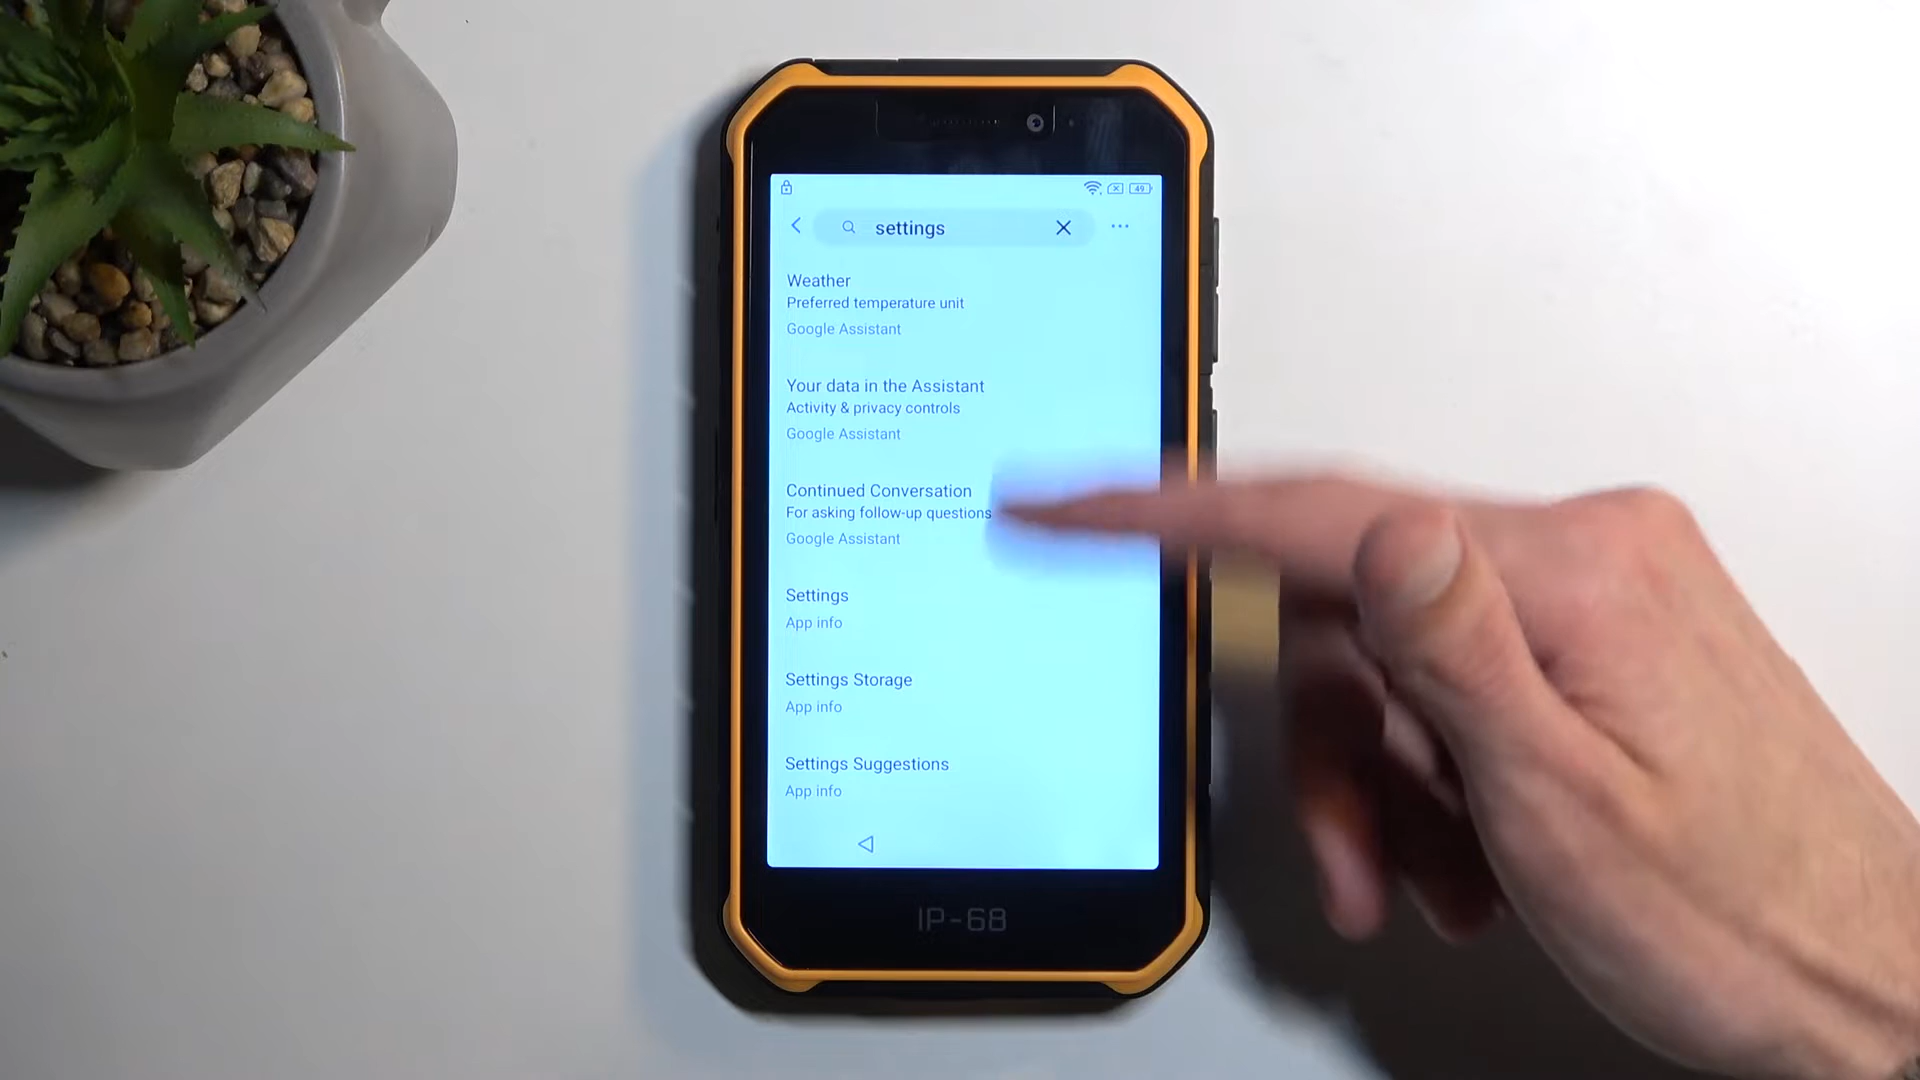 49
settings
Weather
Preferred temperature unit
Google Assistant
Your data in the Assistant
Activity & privacy controls
Google Assistant
Continued Conversation
For asking follow-up questions
Google Assistant
Settings
App info
Settings Storage
App info
Settings Suggestions
App info
IP-68